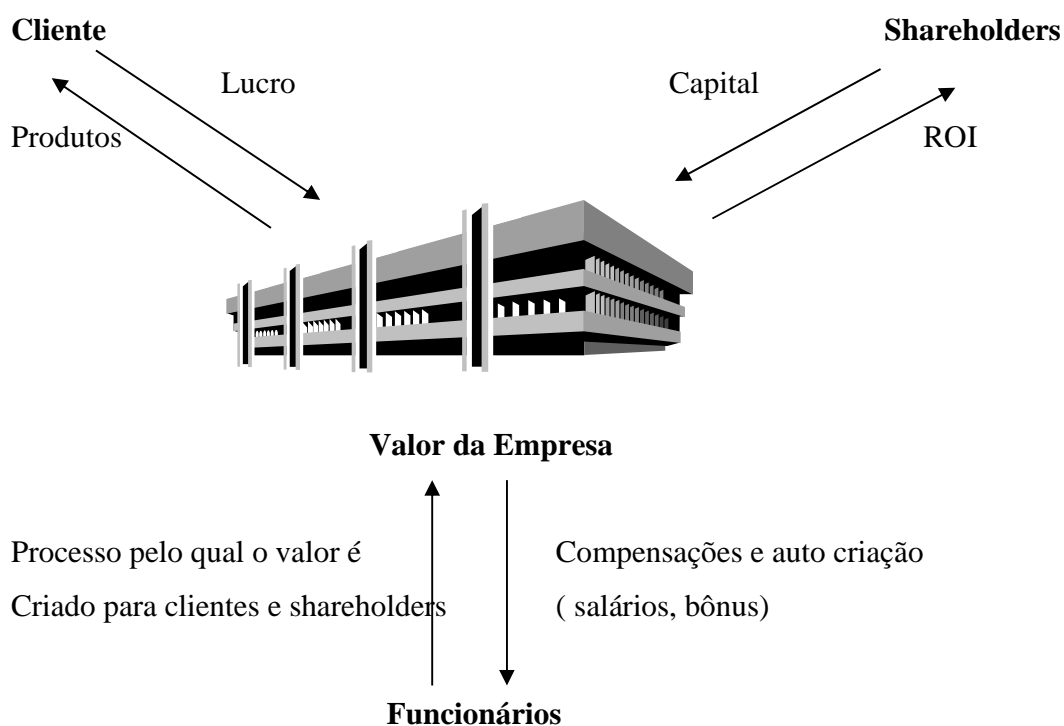 Cliente
Shareholders
Lucro
Capital
Produtos
ROI
Valor da Empresa
Processo pelo qual o valor é
Criado para clientes e shareholders
Compensações e auto criação
( salários, bônus)
Funcionários